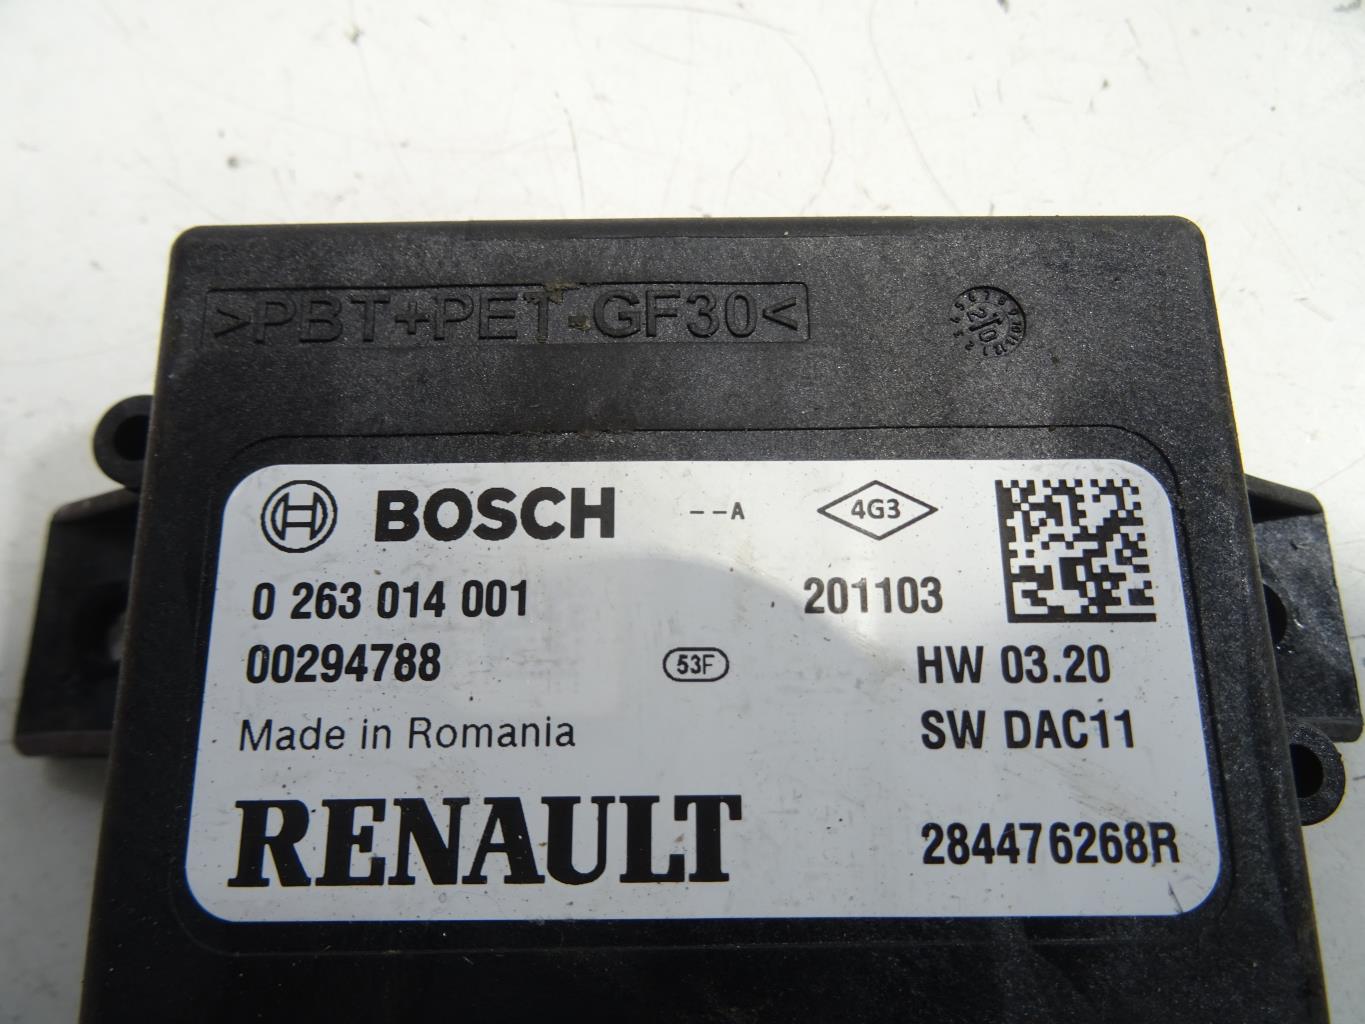 >PBT+PET-GF30<
BOSCH --A 4G3
0 263 014 001 201103
00294788 53F HW 03.20
Made in Romania SW DAC11
RENAULT 284476268R